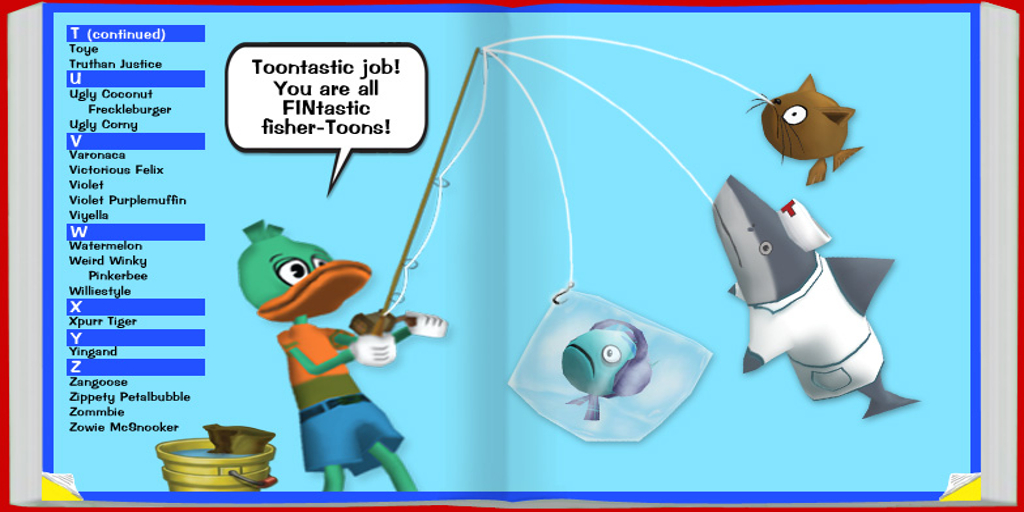 T (continued)
Toye
Truthan Justice
U
Ugly Coconut
Freckleburger
Ugly Corny
V
Varonaca
Victorious Felix
Violet
Violet Purplemuffin
Viyella
W
Watermelon
Weird Winky
Pinkerbee
Williestyle
X
Xpurr Tiger
Y
Yingand
Z
Zangoose
Zippety Petalbubble
Zommbie
Zowie McSnooker
Toontastic job!
You are all
FINtastic
fisher-Toons!
T